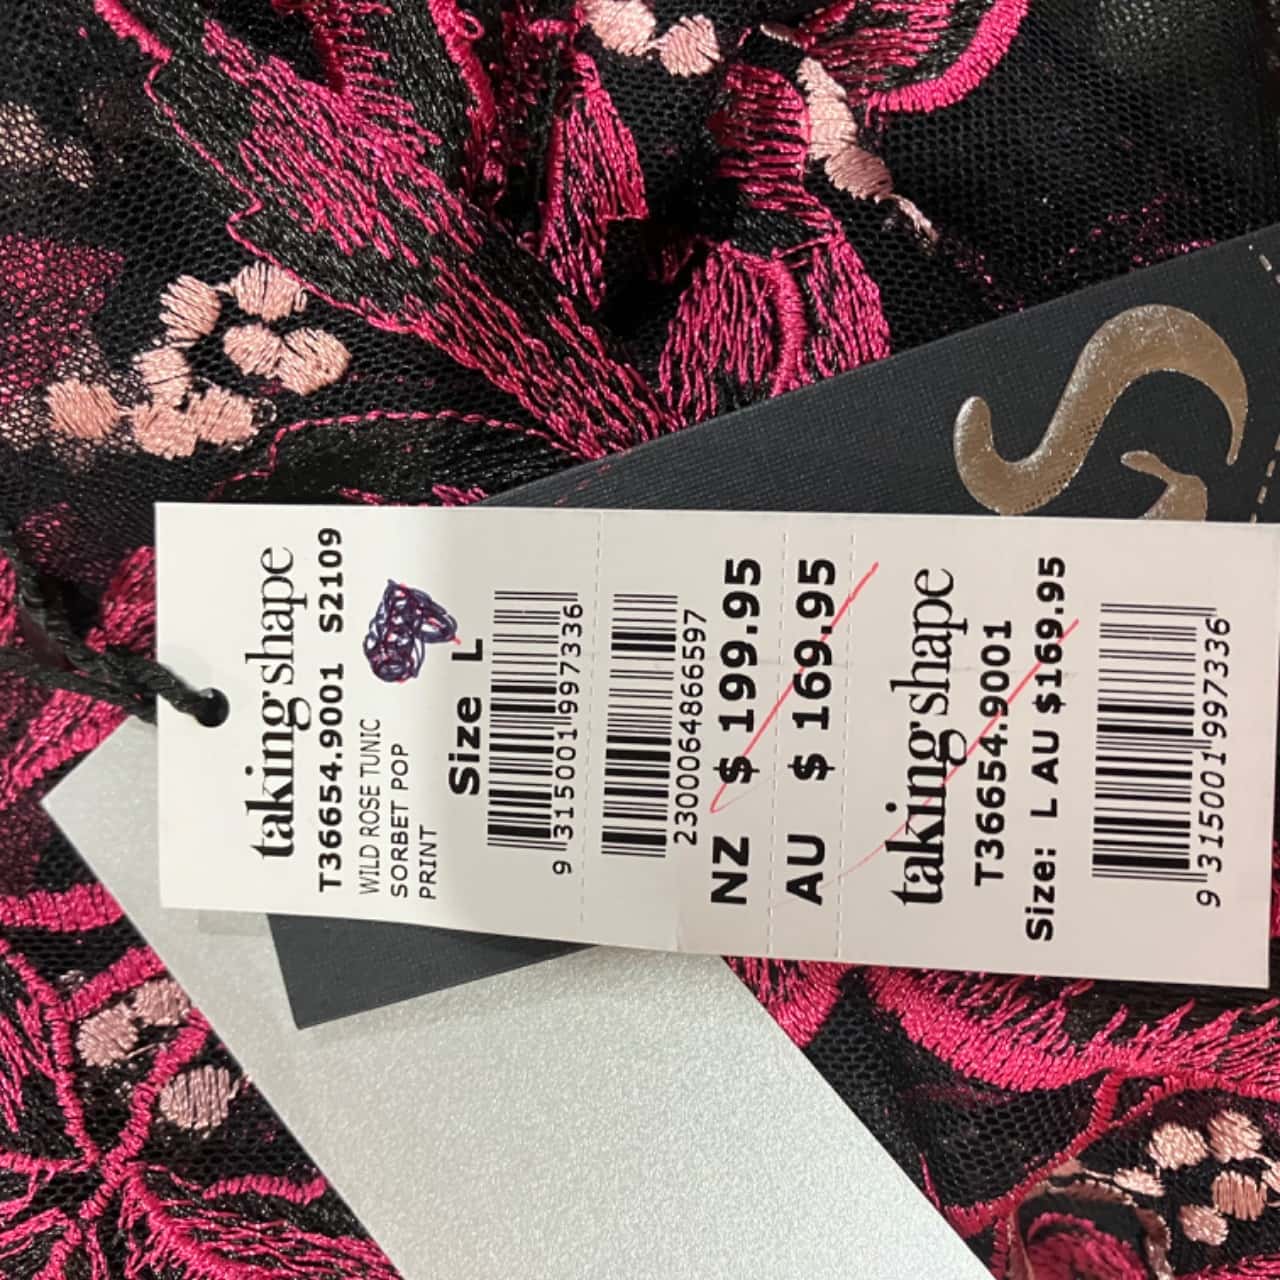 taking shape
T36654.9001 S2109
WILD ROSE TUNIC
SORBET POP
PRINT
Size L
9 315001 997336
2300064866597
NZ $ 199.95
AU $ 169.95
taking shape
T36654.9001
Size: L AU $169.95
9 315001 997336